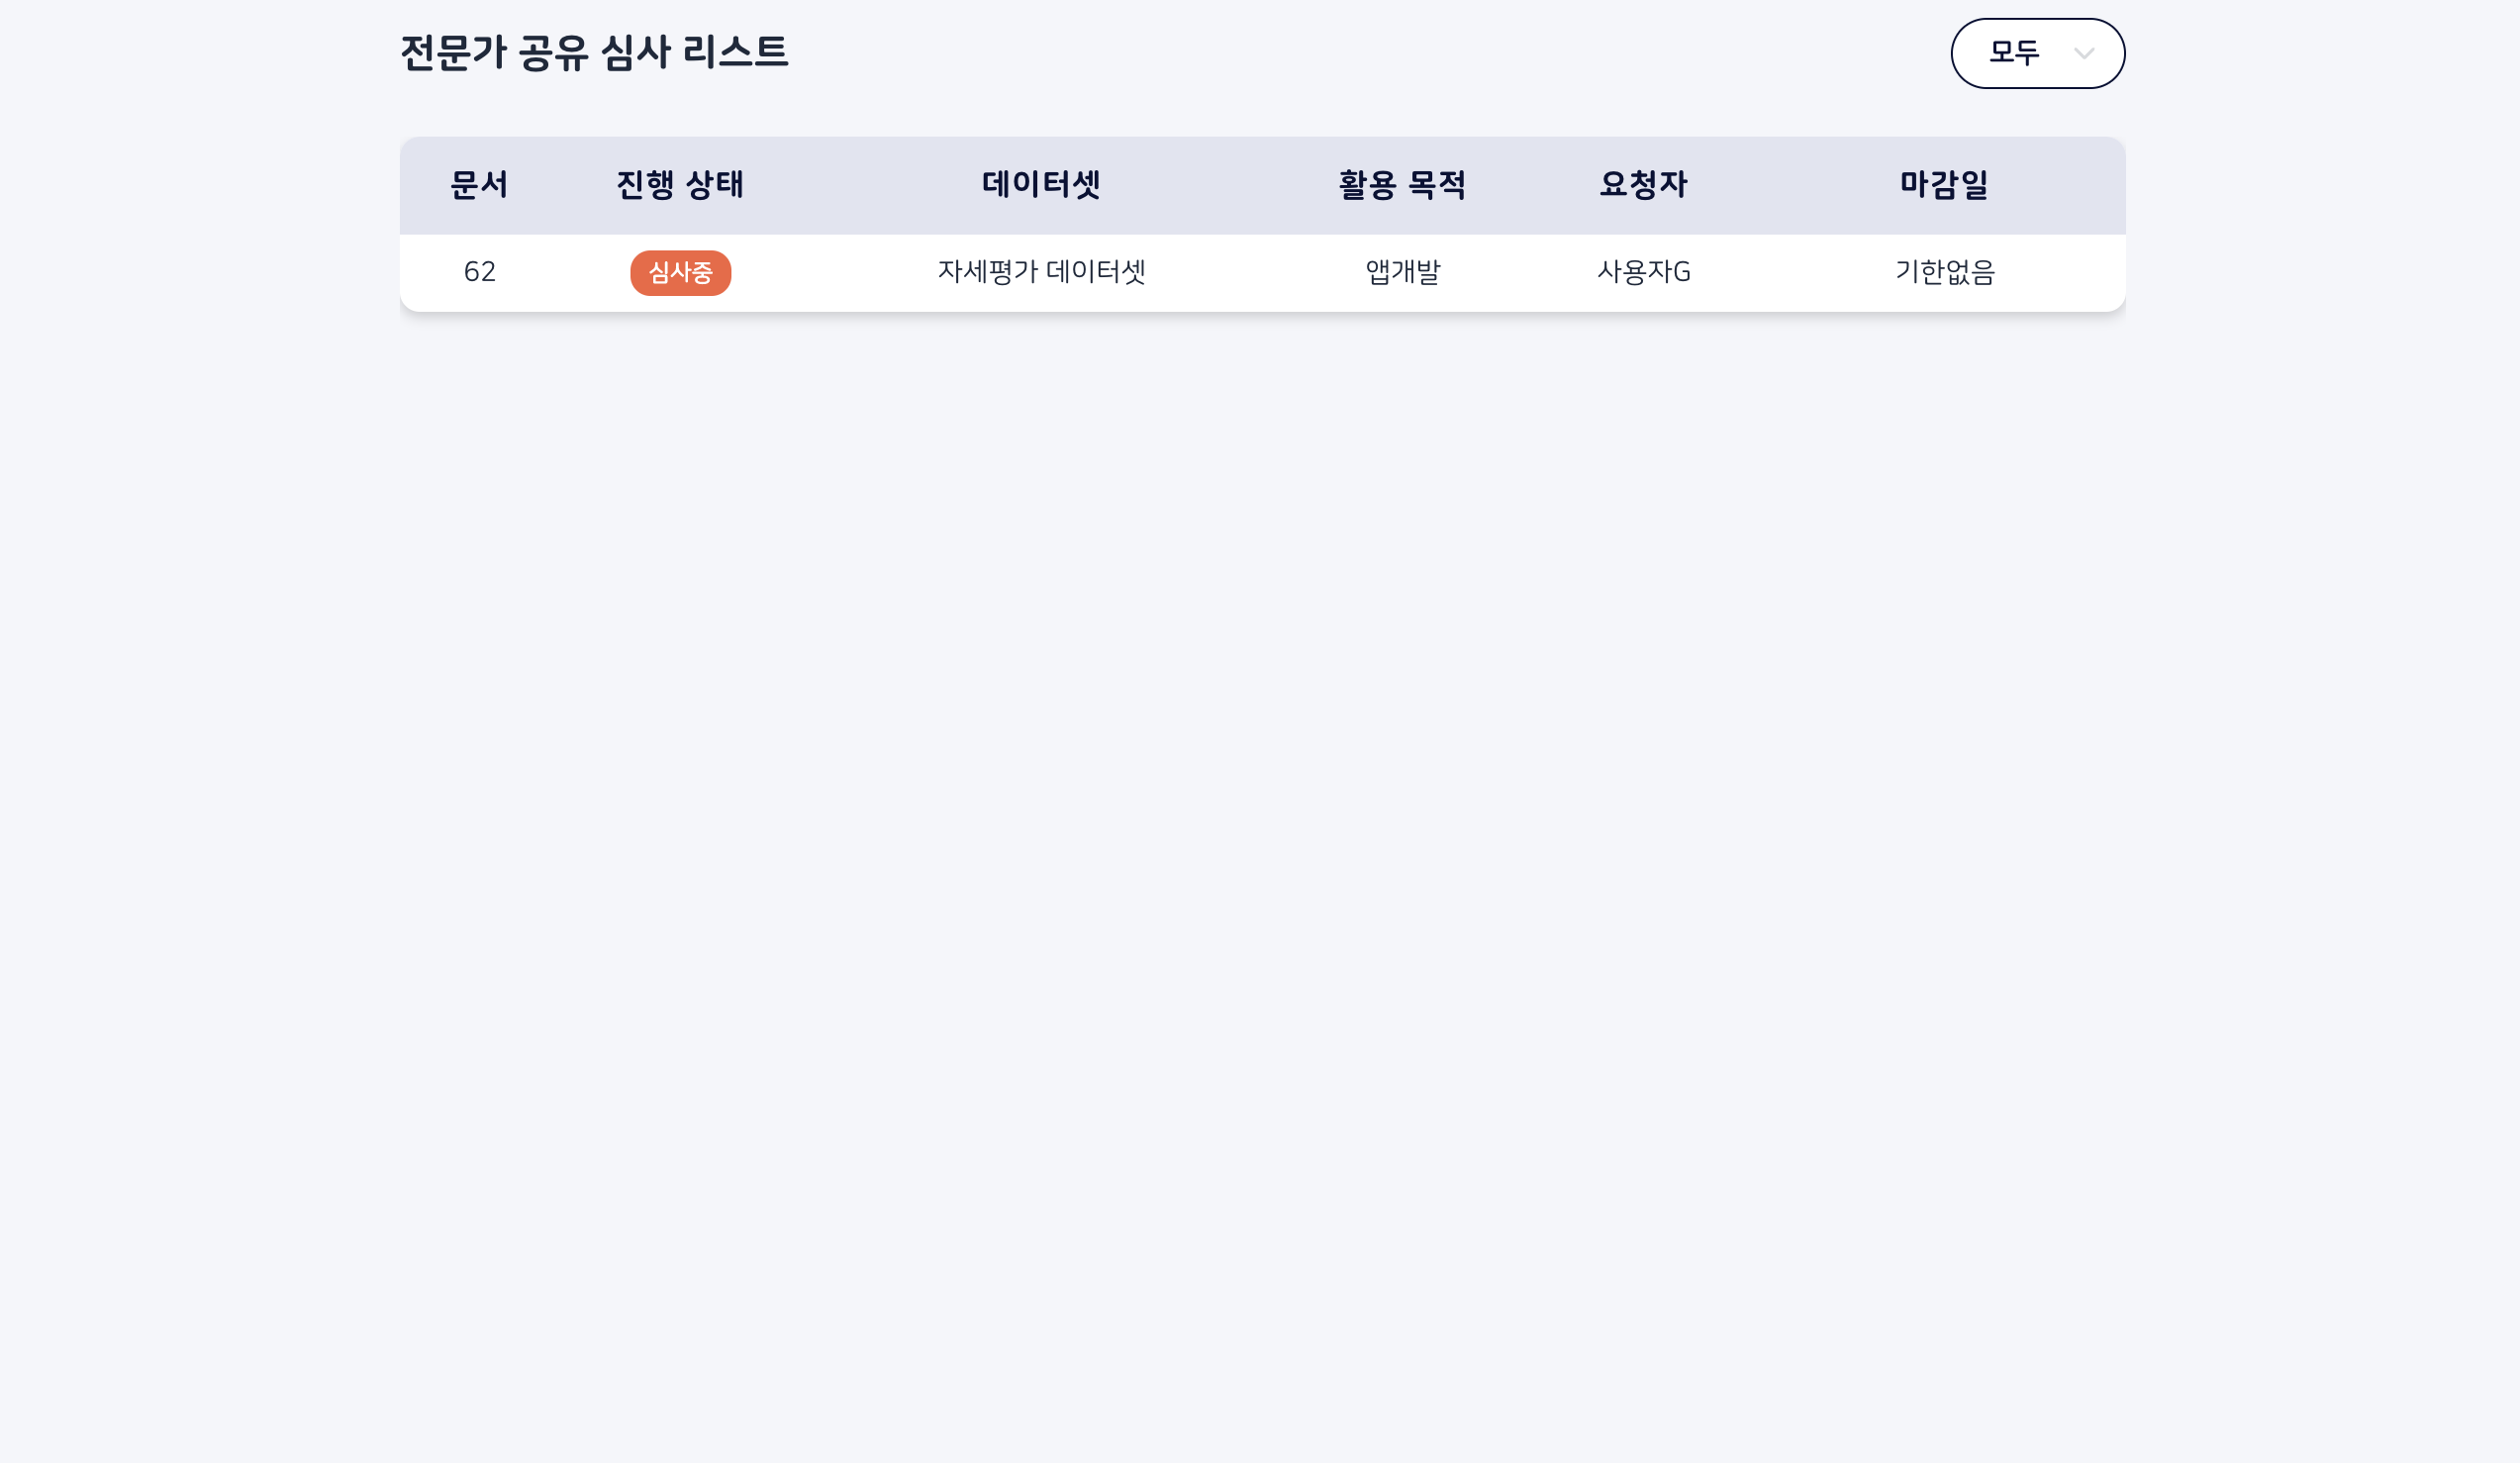 전문가 공유 심사 리스트 모두
문서 진행 상태 데이터셋 활용 목적 요청자 마감일
62 심사중 자세평가 데이터셋 앱개발 사용자G 기한없음